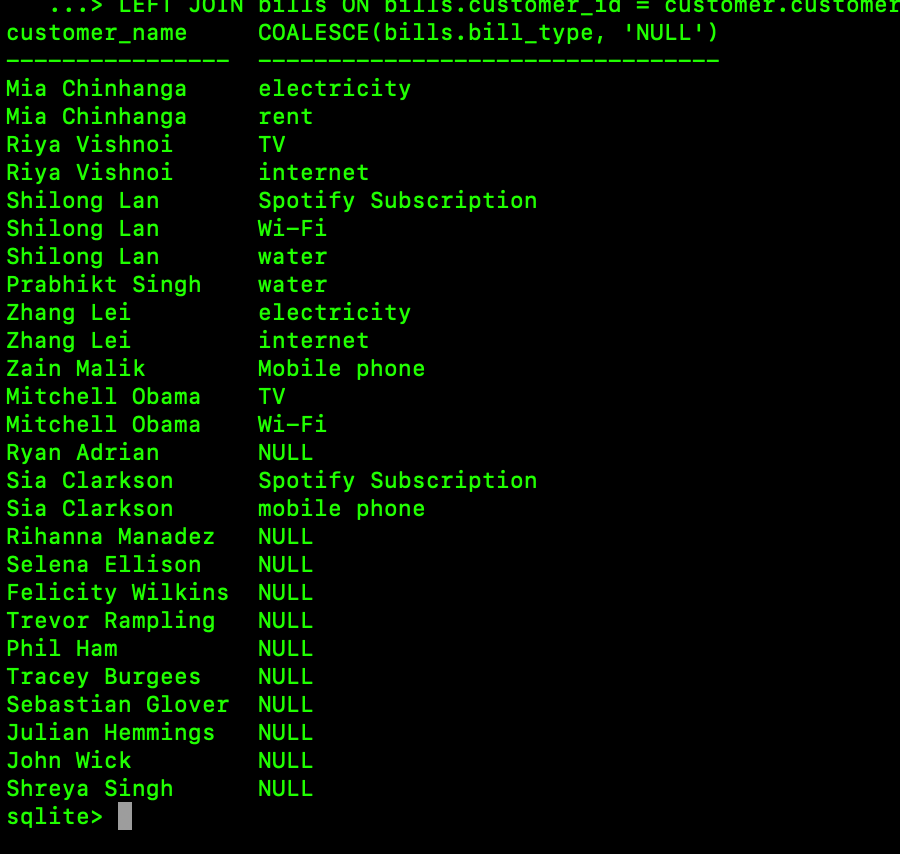 ...> LEFT JOIN bills ON bills.customer_id = customer.customer
customer_name COALESCE(bills.bill_type, 'NULL')
---------------- ---------------------------------
Mia Chinhanga electricity
Mia Chinhanga rent
Riya Vishnoi TV
Riya Vishnoi internet
Shilong Lan Spotify Subscription
Shilong Lan Wi-Fi
Shilong Lan water
Prabhikt Singh water
Zhang Lei electricity
Zhang Lei internet
Zain Malik Mobile phone
Mitchell Obama TV
Mitchell Obama Wi-Fi
Ryan Adrian NULL
Sia Clarkson Spotify Subscription
Sia Clarkson mobile phone
Rihanna Manadez NULL
Selena Ellison NULL
Felicity Wilkins NULL
Trevor Rampling NULL
Phil Ham NULL
Tracey Burgees NULL
Sebastian Glover NULL
Julian Hemmings NULL
John Wick NULL
Shreya Singh NULL
sqlite>